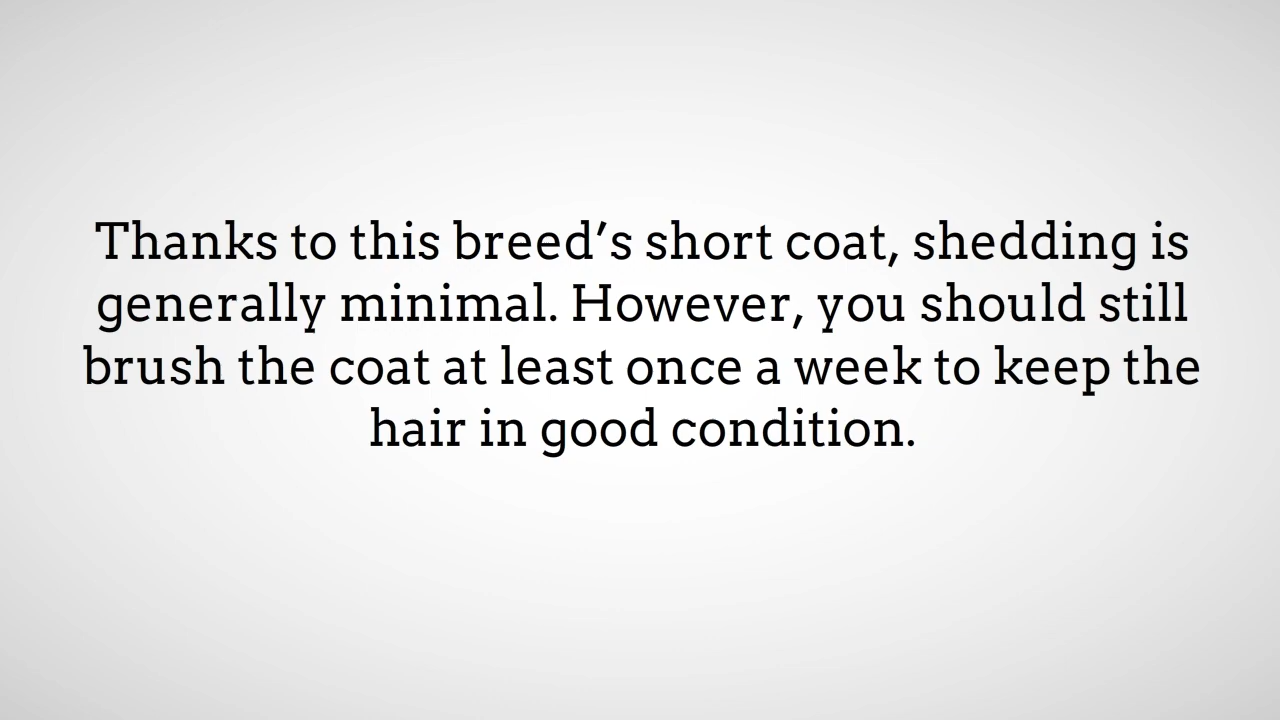 Thanks to this breed’s short coat, shedding is
generally minimal. However, you should still
brush the coat at least once a week to keep the
hair in good condition.